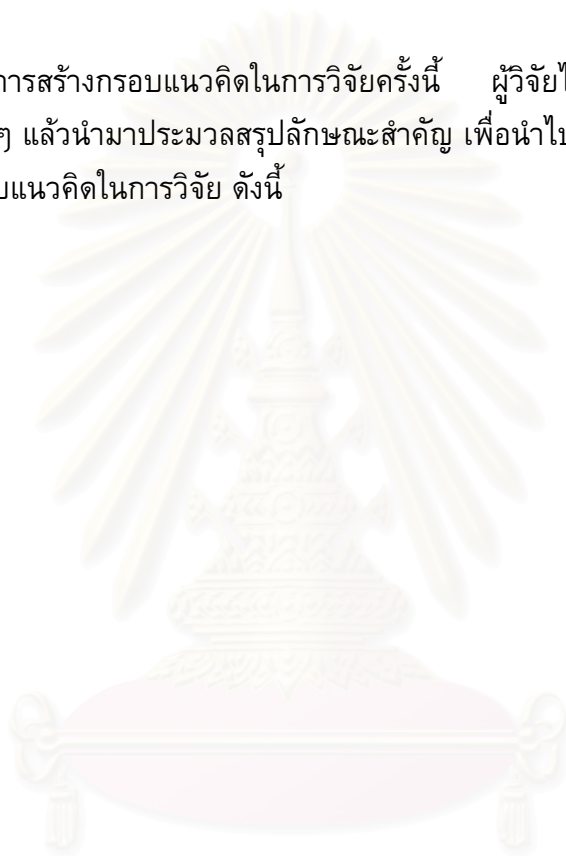 การสร้างกรอบแนวคิดในการวิจัยครั้งนี้ ผู้วิจัยไ
ๆ แล้วนำมาประมวลสรุปลักษณะสำคัญ เพื่อนำไป
บแนวคิดในการวิจัย ดังนี้